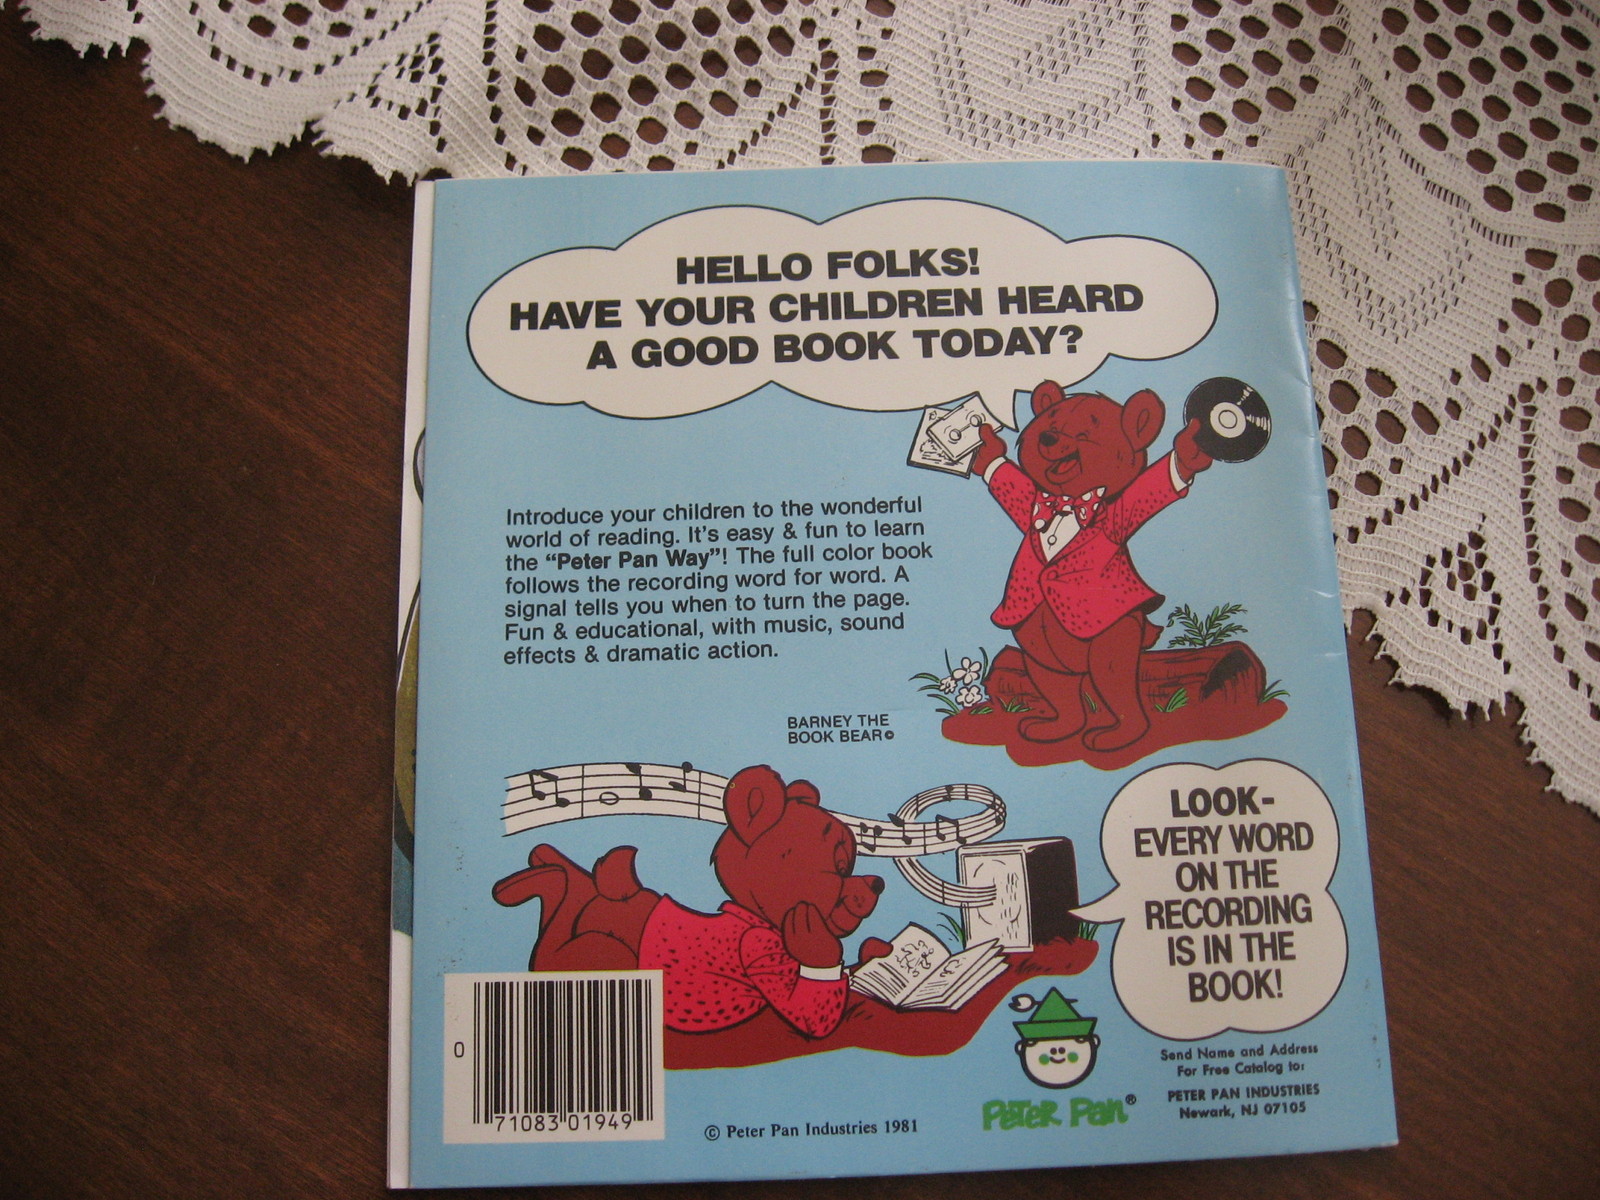 HELLO FOLKS!
HAVE YOUR CHILDREN HEARD
A GOOD BOOK TODAY?
Introduce your children to the wonderful
world of reading. It's easy & fun to learn
the “Peter Pan Way”! The full color book
follows the recording word for word. A
signal tells you when to turn the page.
Fun & educational, with music, sound
effects & dramatic action.
BARNEY THE
BOOK BEAR©
LOOK-
EVERY WORD
ON THE
RECORDING
IS IN THE
BOOK!
Send Name and Address
For Free Catalog to:
PETER PAN INDUSTRIES
Newark, NJ 07105
PETER PAN®
© Peter Pan Industries 1981
0 71083 01949